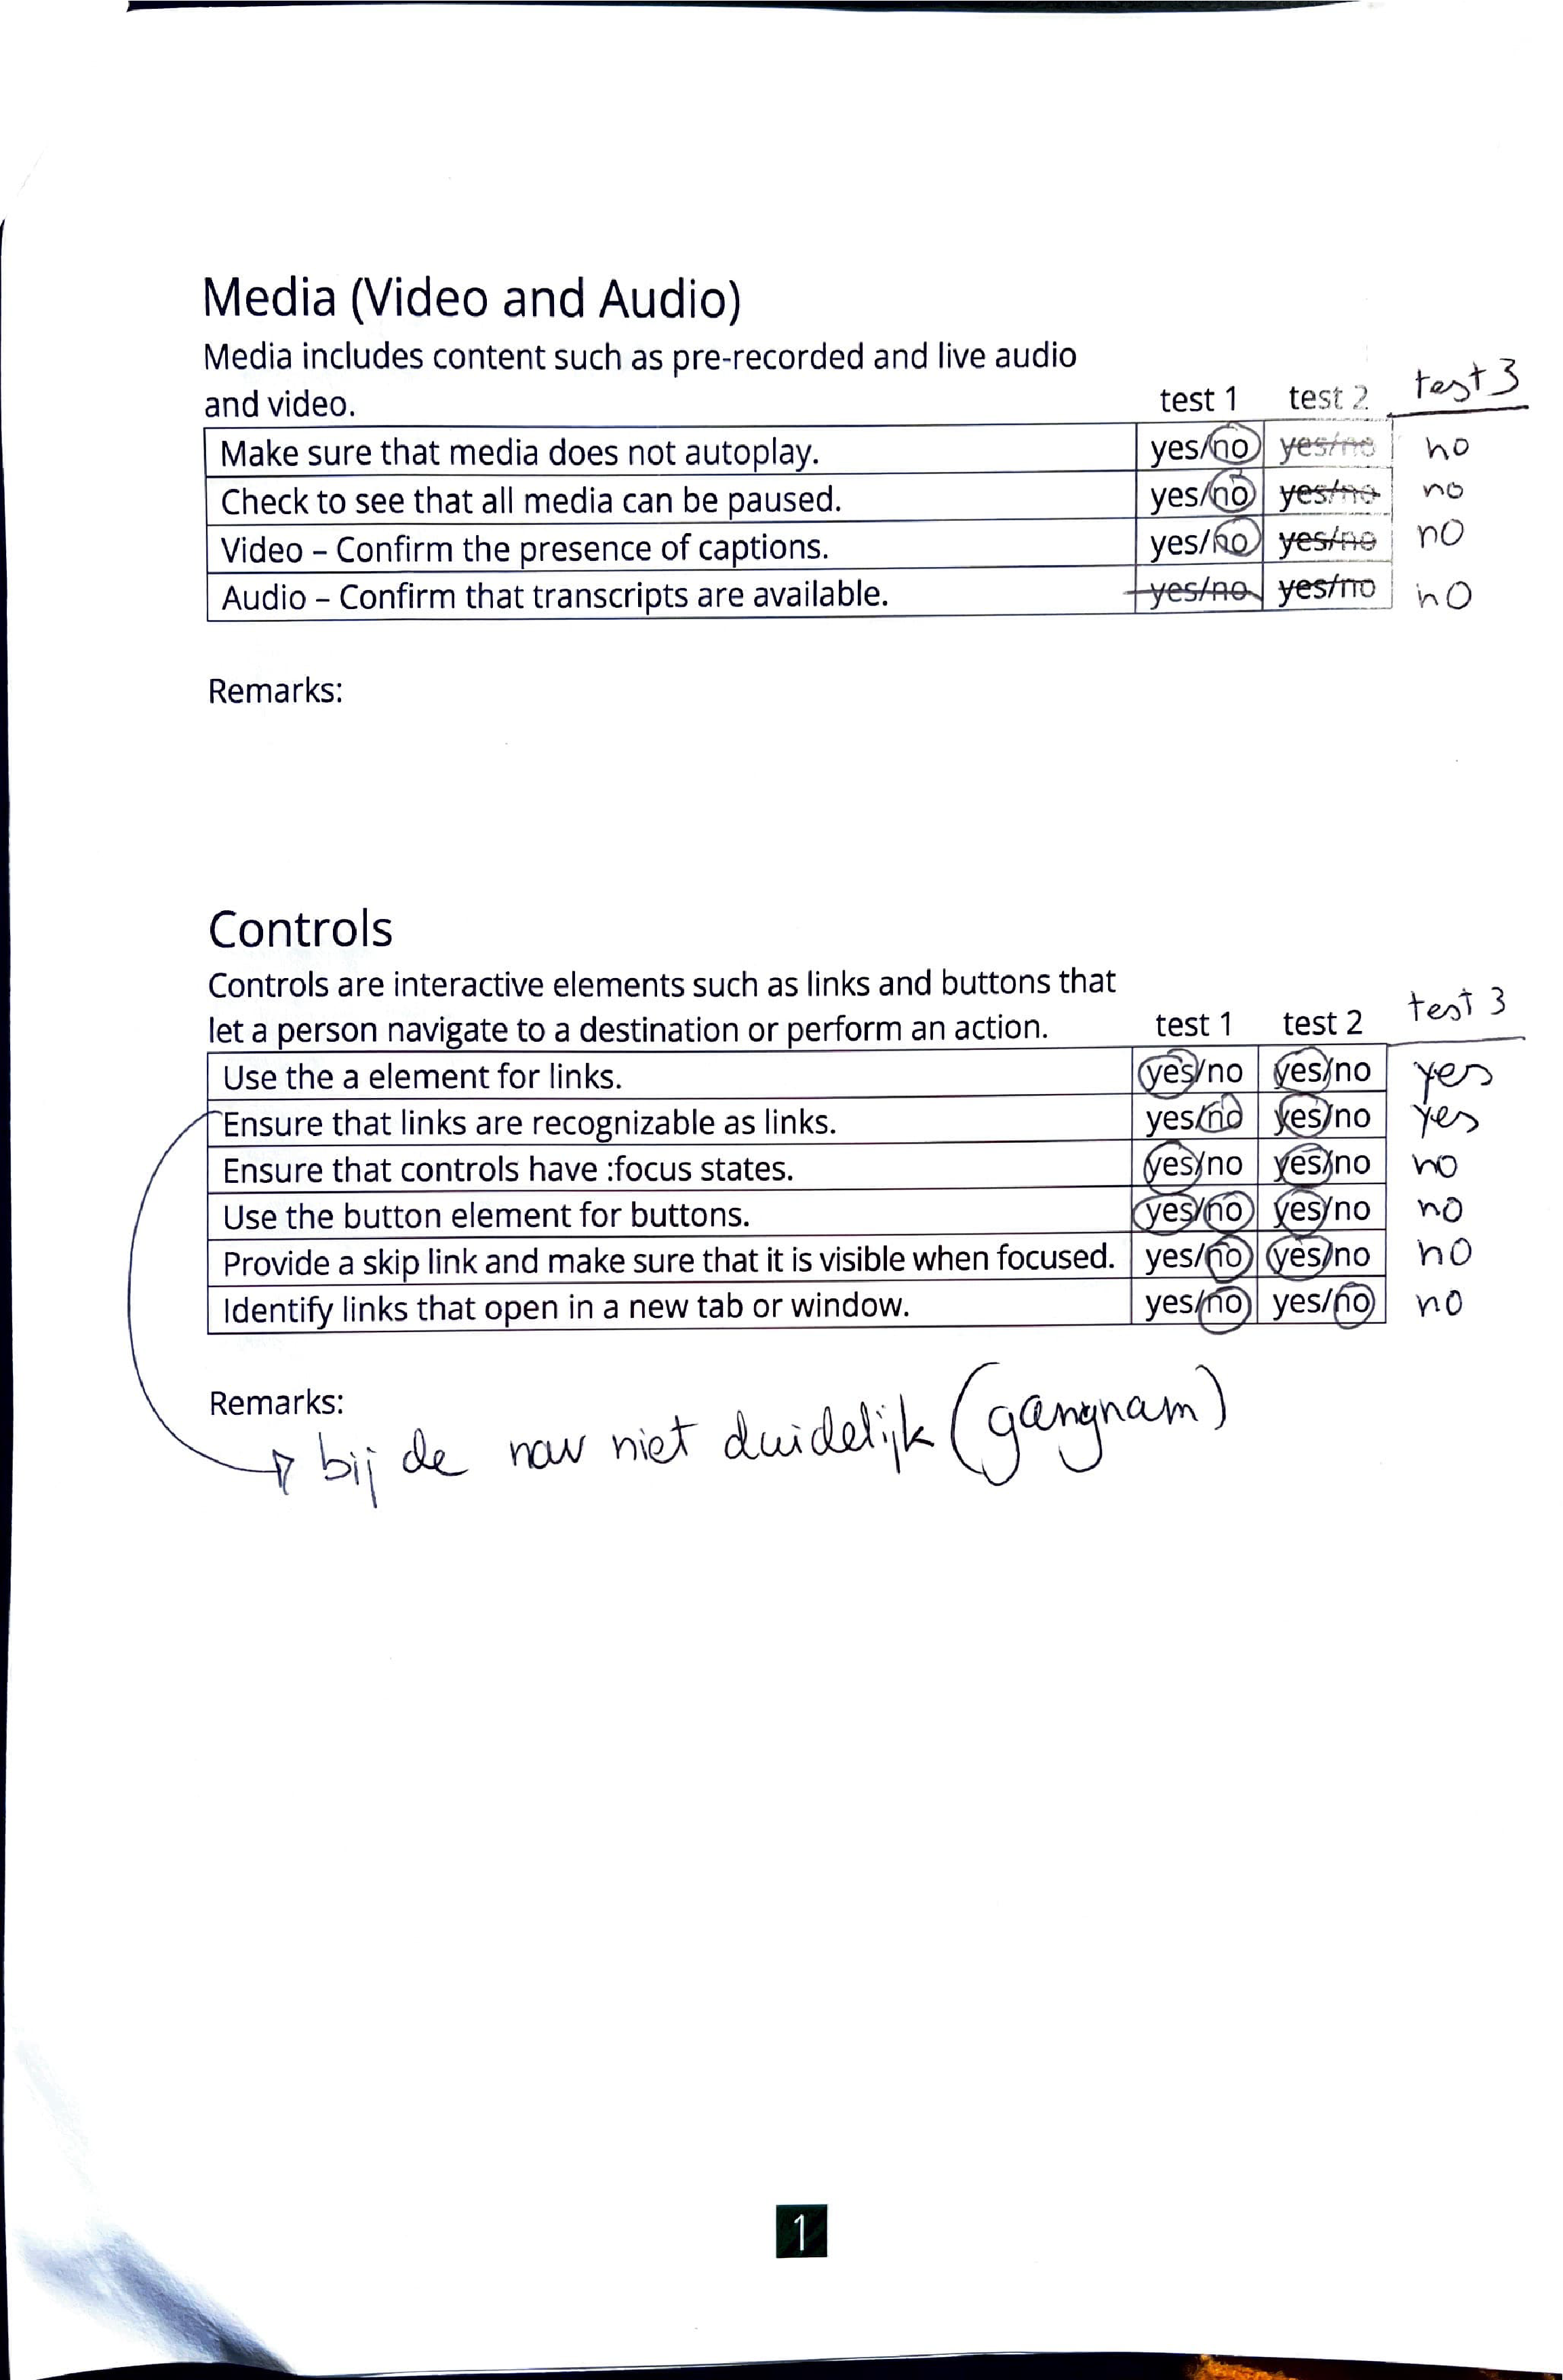 Media (Video and Audio)
Media includes content such as pre-recorded and live audio
and video. test 1 test 2 test 3
Make sure that media does not autoplay. yes/no yes/no no
Check to see that all media can be paused. yes/no yes/no no
Video – Confirm the presence of captions. yes/no yes/no no
Audio – Confirm that transcripts are available. yes/no yes/no no
Remarks:
Controls
Controls are interactive elements such as links and buttons that
let a person navigate to a destination or perform an action. test 1 test 2 test 3
Use the a element for links. yes/no yes/no yes
Ensure that links are recognizable as links. yes/no yes/no yes
Ensure that controls have :focus states. yes/no yes/no no
Use the button element for buttons. yes/no yes/no no
Provide a skip link and make sure that it is visible when focused. yes/no yes/no no
Identify links that open in a new tab or window. yes/no yes/no no
Remarks:
bij de nav niet duidelijk (gangnam)
1